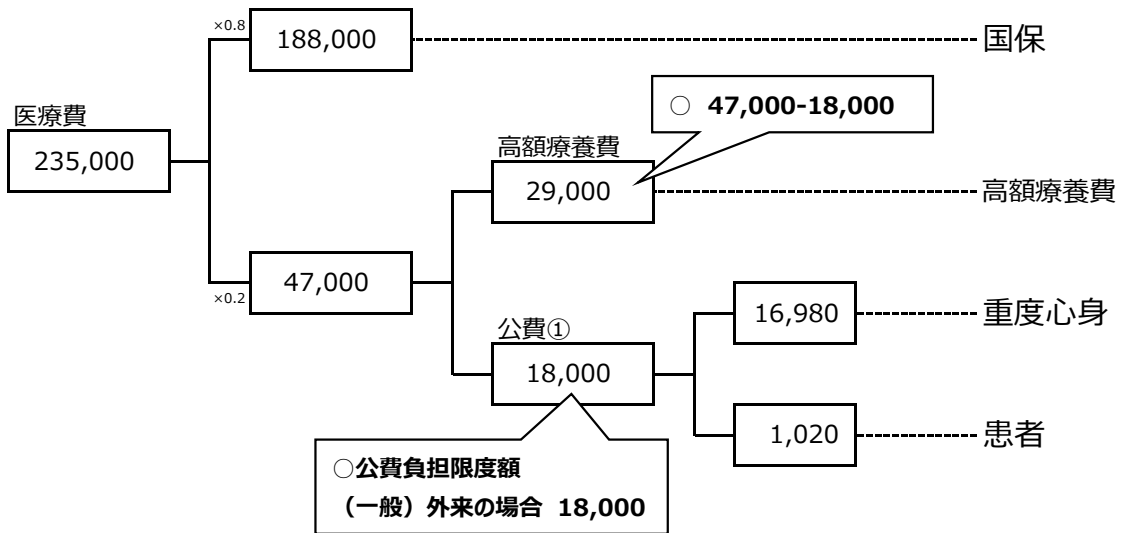 ×0.8
188,000
国保
○ 47,000-18,000
医療費
235,000
高額療養費
29,000
高額療養費
×0.2
47,000
16,980
重度心身
公費①
18,000
1,020
患者
○公費負担限度額
（一般）外来の場合 18,000